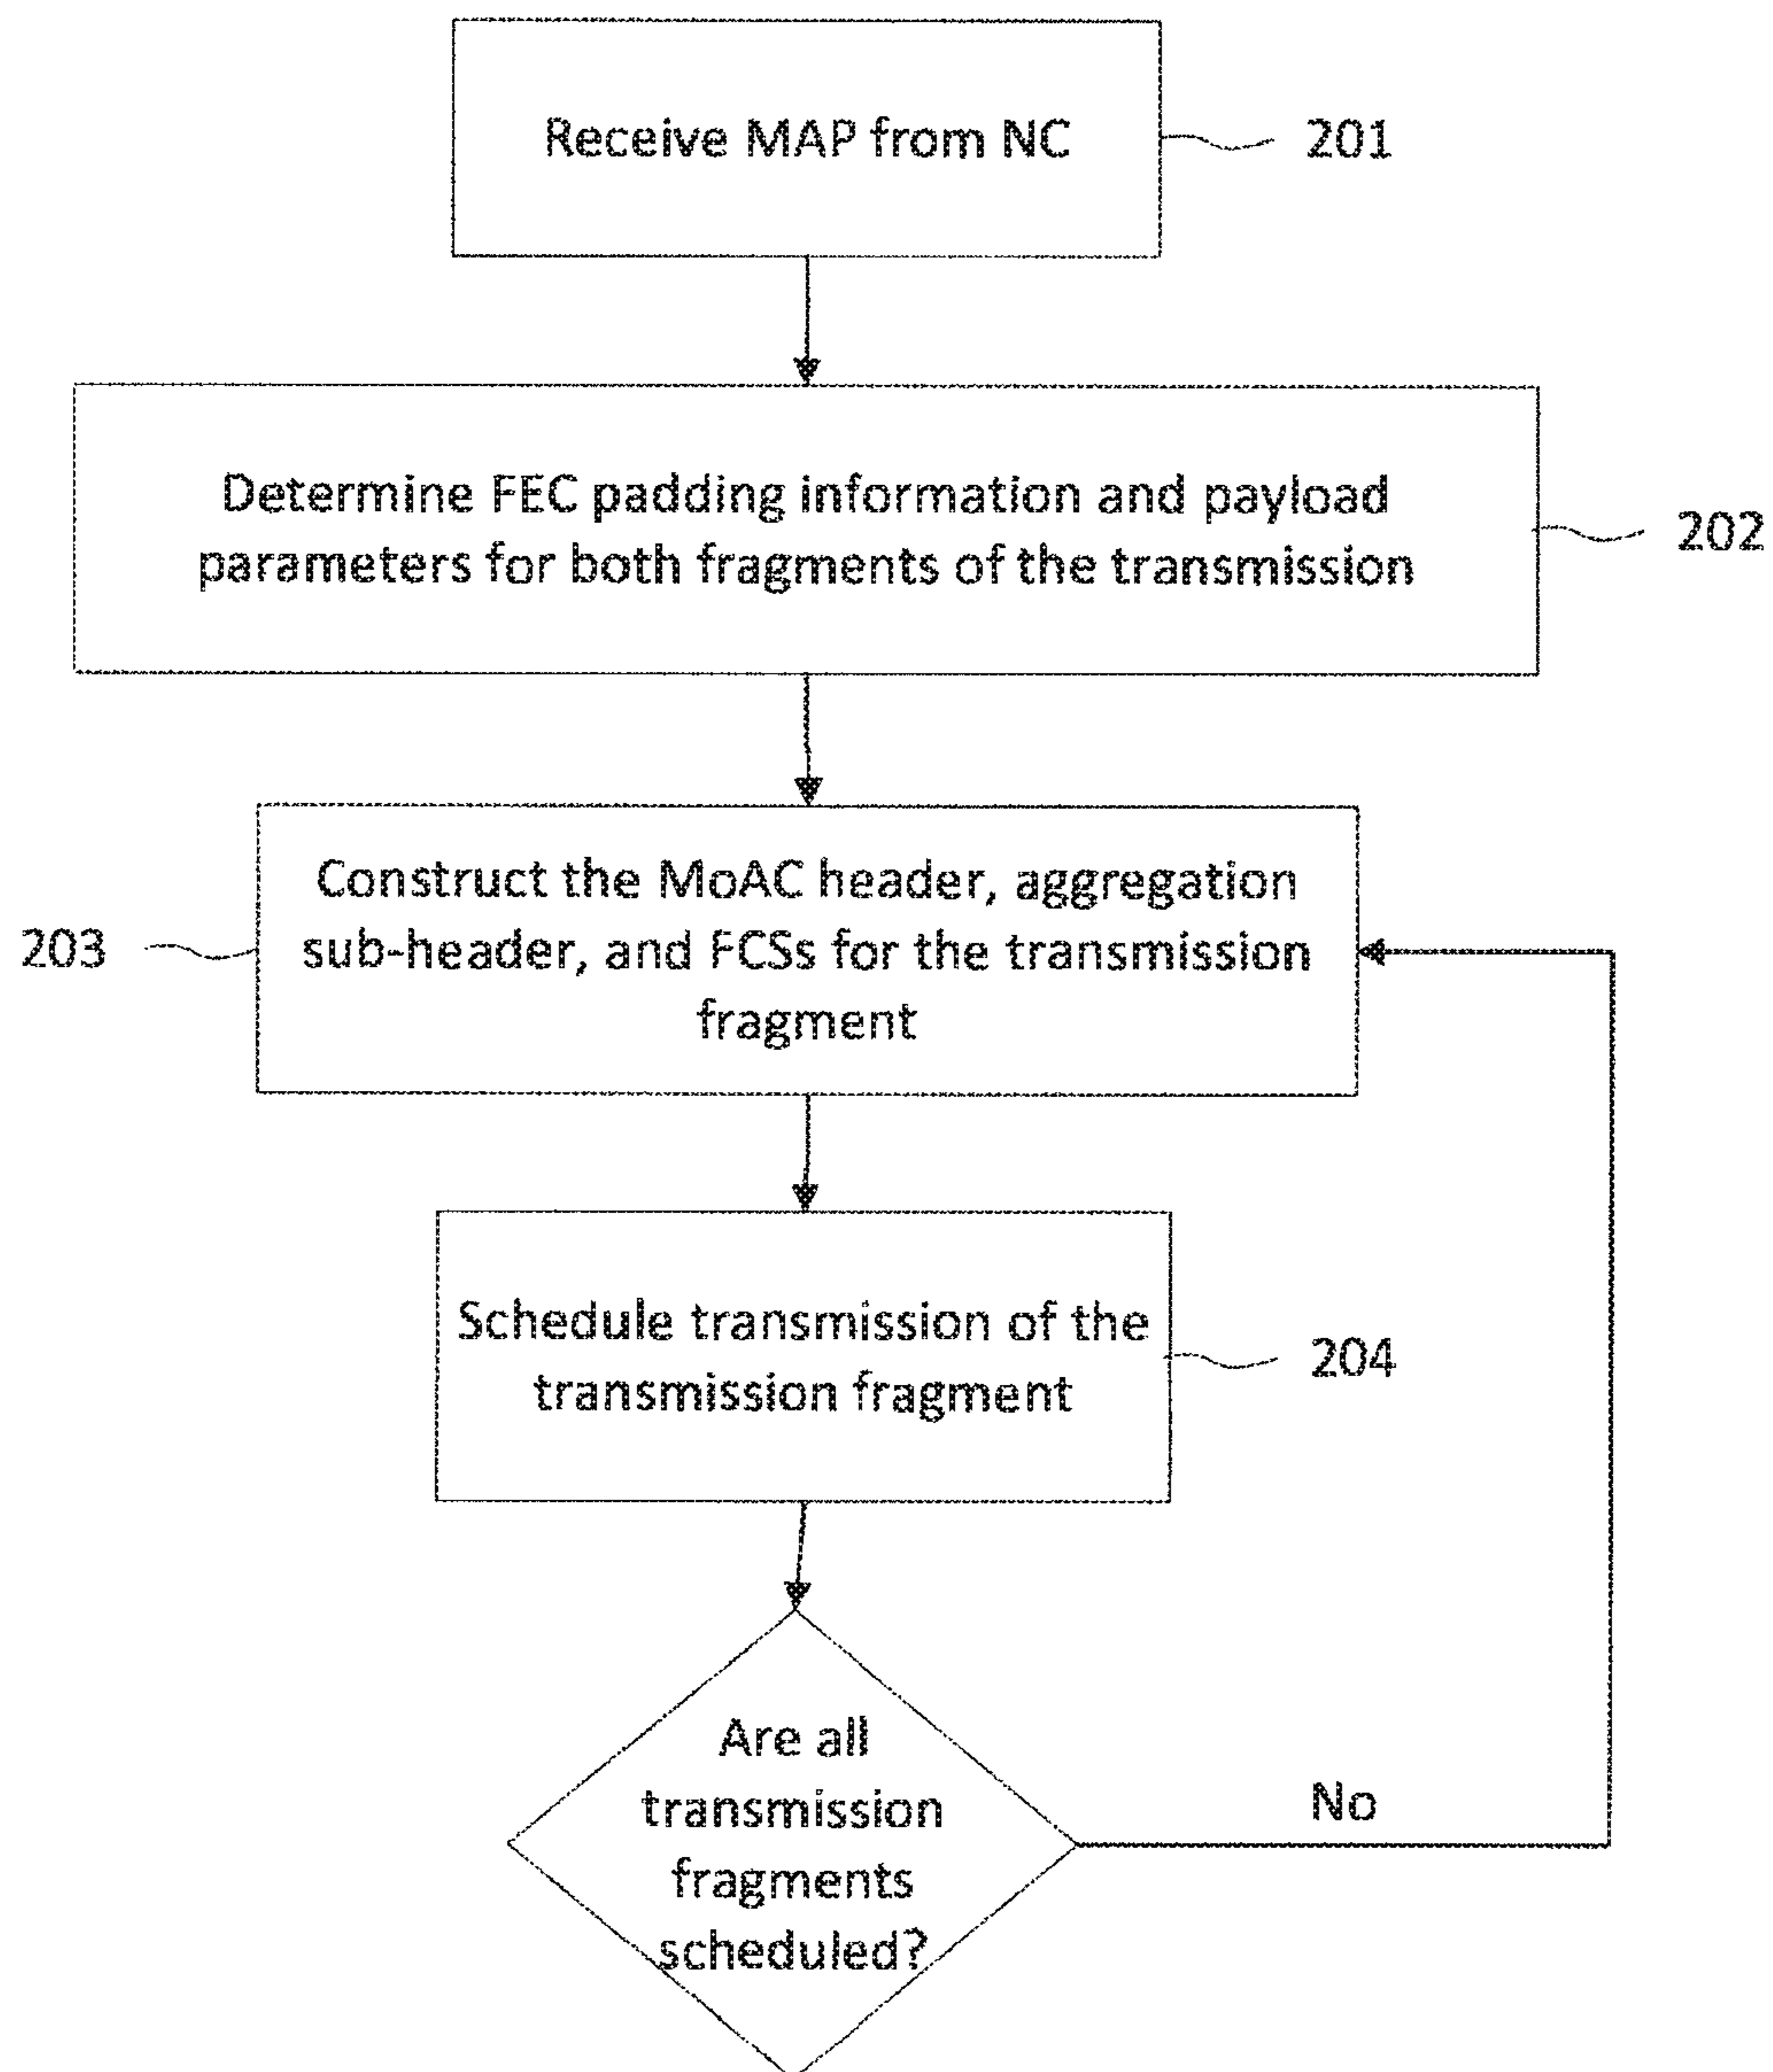 Receive MAP from NC
201
Determine FEC padding information and payload
parameters for both fragments of the transmission
202
203
Construct the MoAC header, aggregation
sub-header, and FCSs for the transmission
fragment
Schedule transmission of the
transmission fragment
204
Are all
transmission
fragments
scheduled?
No